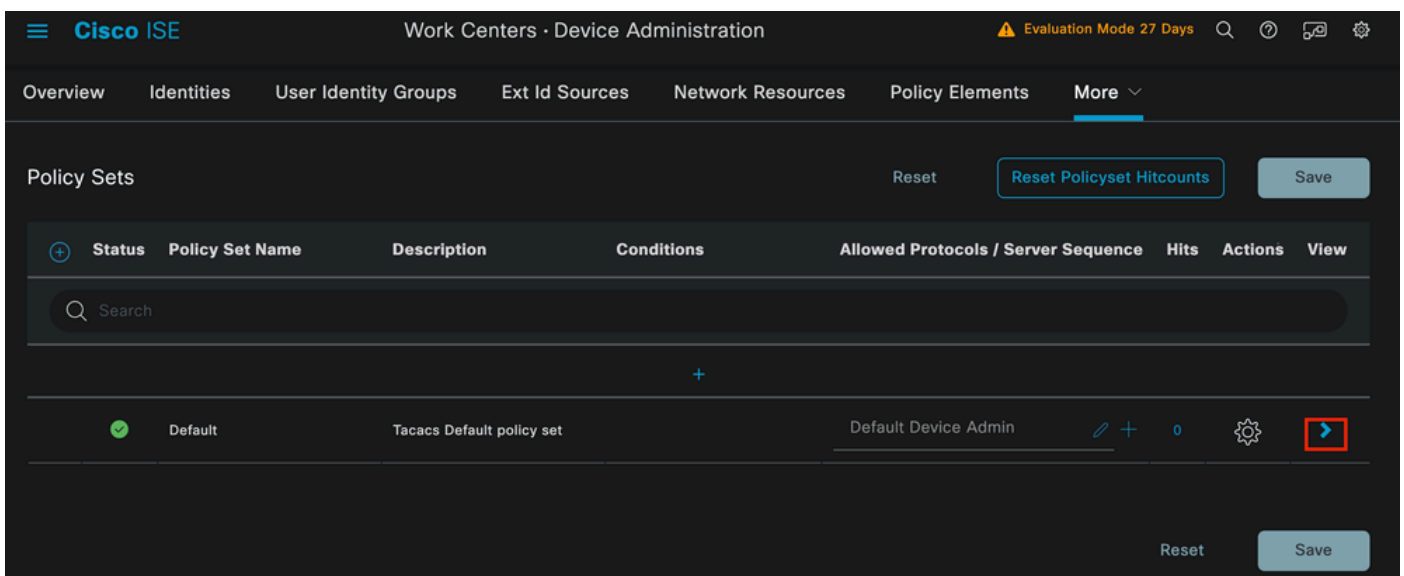 Cisco ISE Work Centers · Device Administration Evaluation Mode 27 Days
Overview Identities User Identity Groups Ext Id Sources Network Resources Policy Elements More
Policy Sets Reset Reset Policyset Hitcounts Save
Status Policy Set Name Description Conditions Allowed Protocols / Server Sequence Hits Actions View
Search
+
Default Tacacs Default policy set Default Device Admin + 0
Reset Save